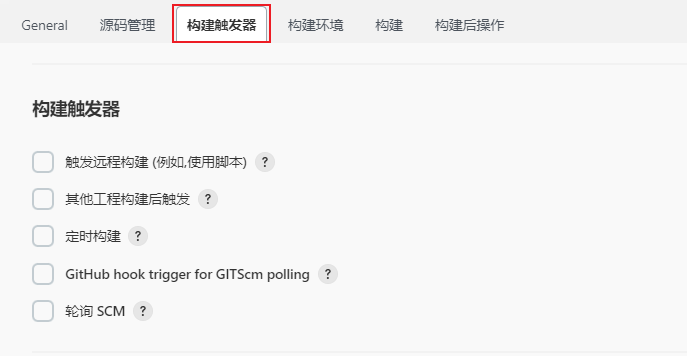 General 源码管理 构建触发器 构建环境 构建 构建后操作
构建触发器
触发远程构建 (例如,使用脚本) ?
其他工程构建后触发 ?
定时构建 ?
GitHub hook trigger for GITScm polling ?
轮询 SCM ?